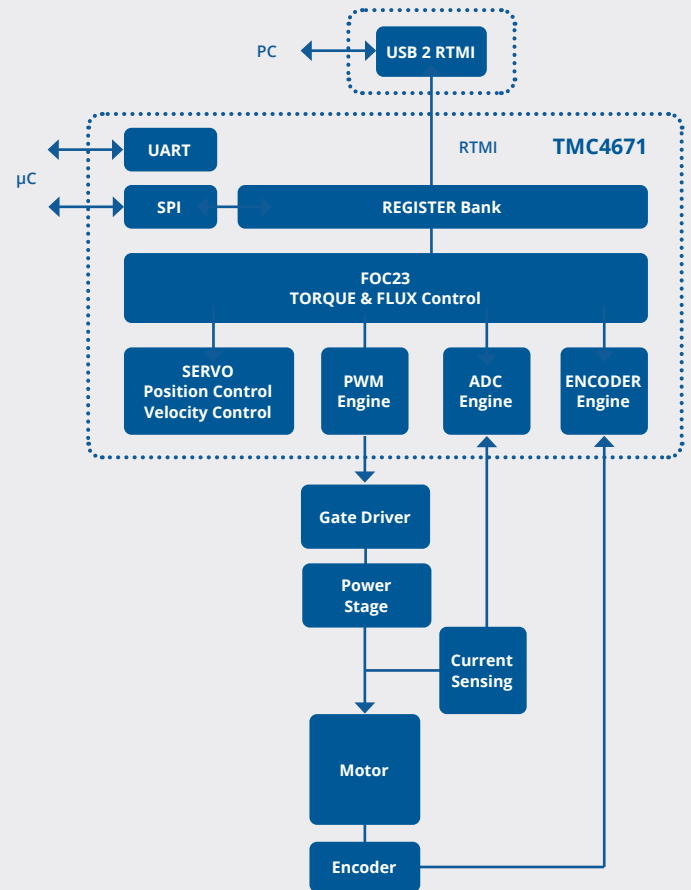 PC
USB 2 RTMI
UART
RTMI
TMC4671
µC
SPI
REGISTER Bank
FOC23
TORQUE & FLUX Control
SERVO
Position Control
Velocity Control
PWM
Engine
ADC
Engine
ENCODER
Engine
Gate Driver
Power
Stage
Current
Sensing
Motor
Encoder